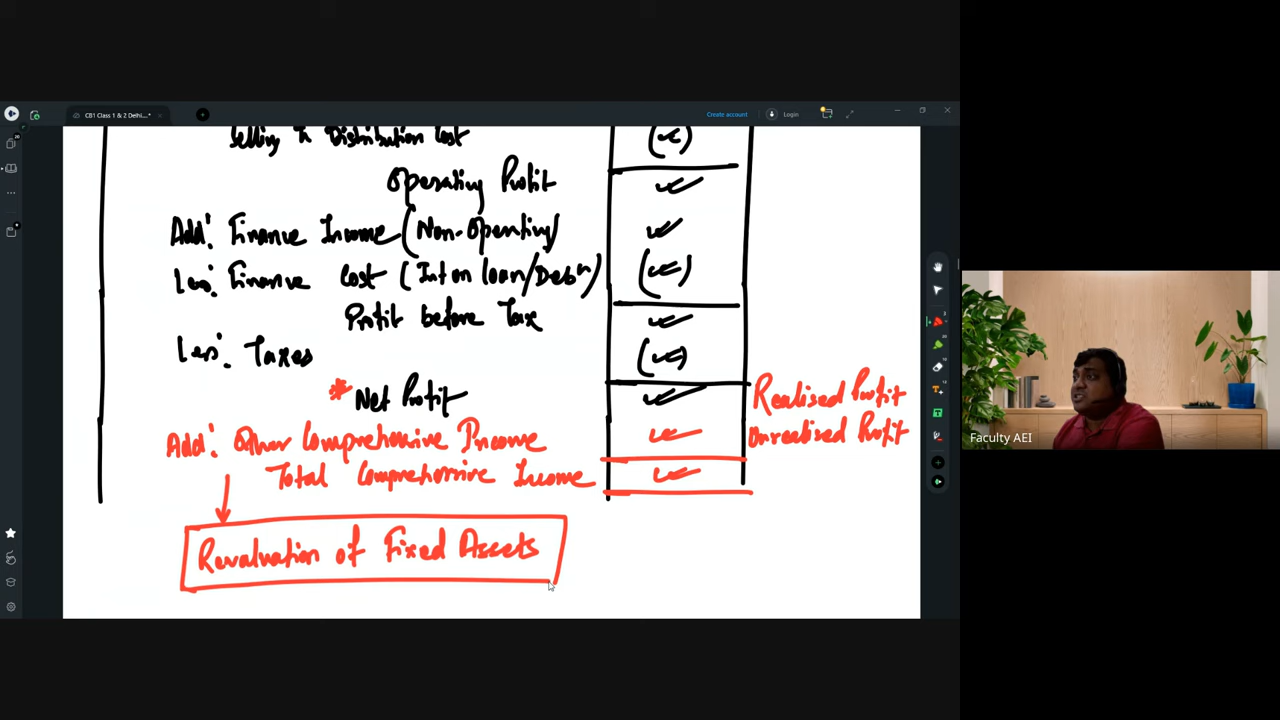 CB1 Class 1 & 2 Delhi...*
Create account
Login
Selling & Distribution Cost
Operating Profit
Add: Finance Income (Non-Operating)
Less: Finance Cost (Int on loan/Debn)
Profit before Tax
Less: Taxes
* Net Profit
Realised Profit
Add: Other Comprehensive Income
Unrealised Profit
Total Comprehensive Income
Revaluation of Fixed Assets
Faculty AEI